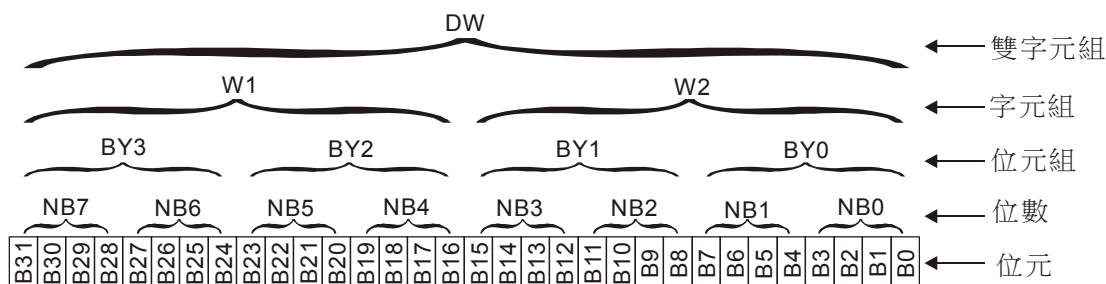 DW
雙字元組
W1 W2
字元組
BY3 BY2 BY1 BY0
位元組
NB7 NB6 NB5 NB4 NB3 NB2 NB1 NB0
位數
B31 B30 B29 B28 B27 B26 B25 B24 B23 B22 B21 B20 B19 B18 B17 B16 B15 B14 B13 B12 B11 B10 B9 B8 B7 B6 B5 B4 B3 B2 B1 B0
位元